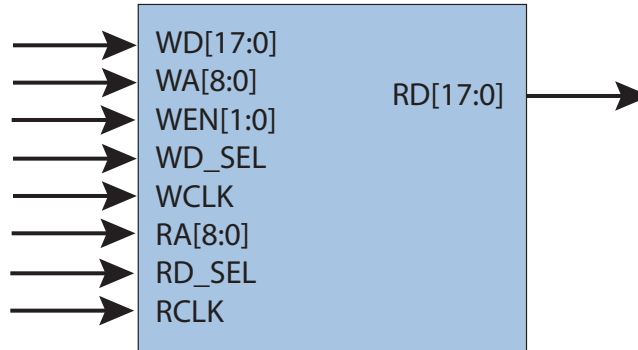 WD[17:0]
WA[8:0]
RD[17:0]
WEN[1:0]
WD_SEL
WCLK
RA[8:0]
RD_SEL
RCLK